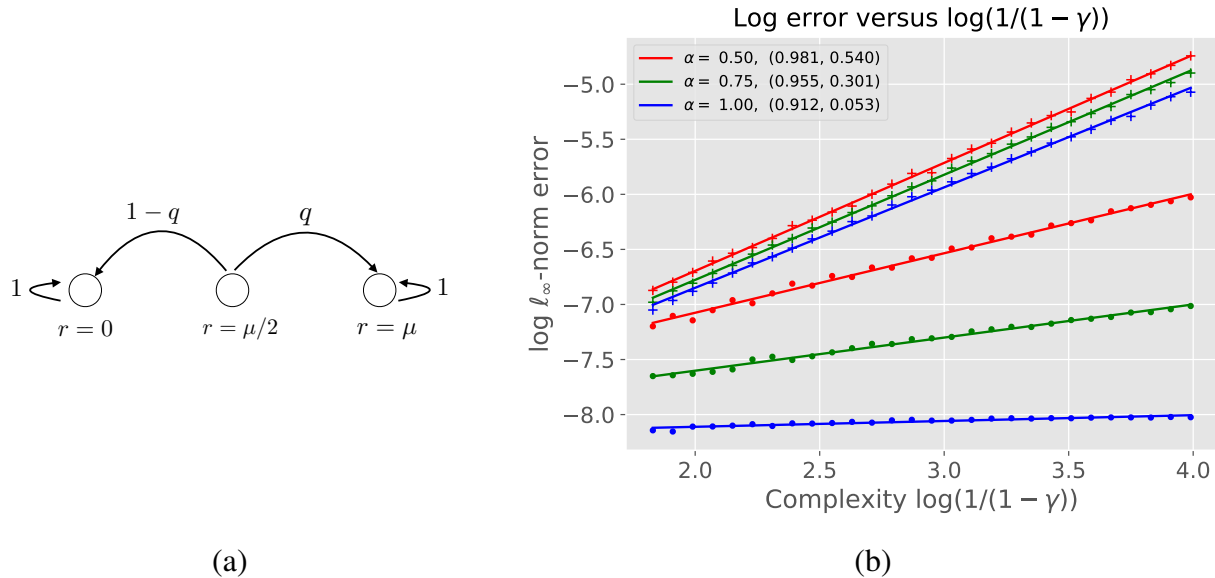 1 − q
q
1
1
r = 0
r = μ/2
r = μ
(a)
Log error versus log(1/(1 − γ))
α = 0.50, (0.981, 0.540)
α = 0.75, (0.955, 0.301)
α = 1.00, (0.912, 0.053)
log ℓ∞-norm error
−5.0
−5.5
−6.0
−6.5
−7.0
−7.5
−8.0
2.0 2.5 3.0 3.5 4.0
Complexity log(1/(1 − γ))
(b)